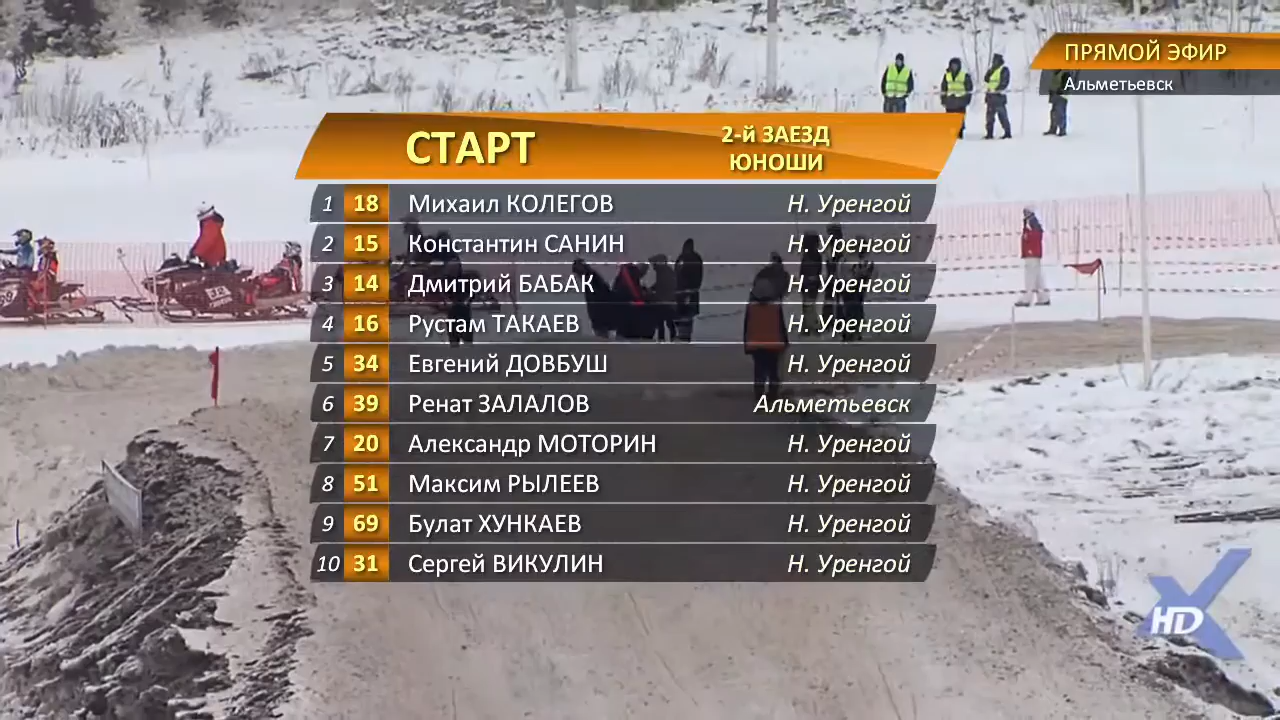 ПРЯМОЙ ЭФИР
Альметьевск
СТАРТ
2-й ЗАЕЗД
ЮНОШИ
1 18 Михаил КОЛЕГОВ Н. Уренгой
2 15 Константин САНИН Н. Уренгой
3 14 Дмитрий БАБАК Н. Уренгой
4 16 Рустам ТАКАЕВ Н. Уренгой
5 34 Евгений ДОВБУШ Н. Уренгой
6 39 Ренат ЗАЛАЛОВ Альметьевск
7 20 Александр МОТОРИН Н. Уренгой
8 51 Максим РЫЛЕЕВ Н. Уренгой
9 69 Булат ХУНКАЕВ Н. Уренгой
10 31 Сергей ВИКУЛИН Н. Уренгой
X HD